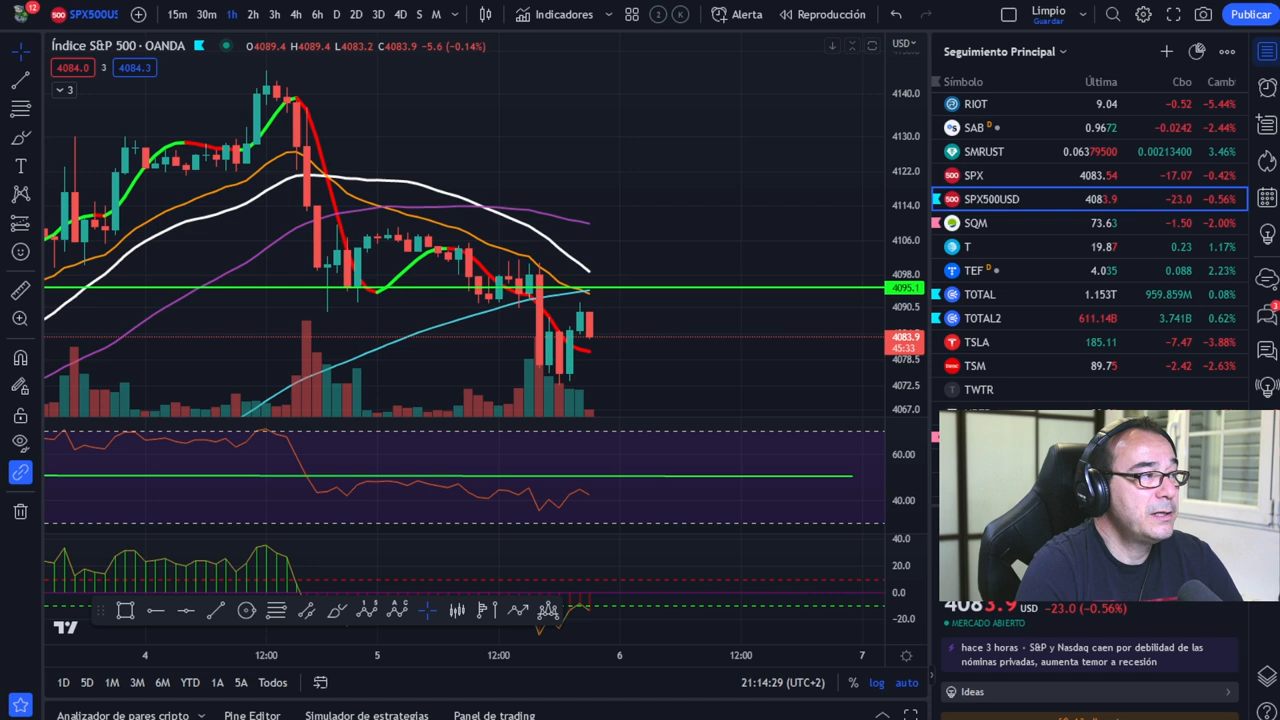 12
500 SPX500US
15m 30m 1h 2h 3h 4h 6h D 2D 3D 4D S M
Indicadores
2 K
Alerta
Reproducción
Limpio
Guardar
Publicar
Índice S&P 500 · OANDA
O4089.4 H4089.4 L4083.2 C4083.9 −5.6 (−0.14%)
4084.0 3 4084.3
3
USD
4140.0
4130.0
4122.0
4114.0
4106.0
4098.0
4095.1
4090.5
4083.9
45:33
4078.5
4072.5
4067.0
60.00
40.00
40.0
20.0
0.0
−20.0
4 12:00 5 12:00 6 12:00 7
1D 5D 1M 3M 6M YTD 1A 5A Todos
21:14:29 (UTC+2)
% log auto
Analizador de pares cripto Pine Editor Simulador de estrategias Panel de trading
Seguimiento Principal
Símbolo Última Cbo Camb
RIOT 9.04 −0.52 −5.44%
SAB D 0.9672 −0.0242 −2.44%
SMRUST 0.06379500 0.00213400 3.46%
500 SPX 4083.54 −17.07 −0.42%
500 SPX500USD 4083.9 −23.0 −0.56%
SQM 73.63 −1.50 −2.00%
T 19.87 0.23 1.17%
TEF D 4.035 0.088 2.23%
TOTAL 1.153T 959.859M 0.08%
TOTAL2 611.14B 3.741B 0.62%
TSLA 185.11 −7.47 −3.88%
TSM 89.75 −2.42 −2.63%
TWTR
3
4083.9 USD −23.0 (−0.56%)
MERCADO ABIERTO
hace 3 horas - S&P y Nasdaq caen por debilidad de las
nóminas privadas, aumenta temor a recesión
Ideas